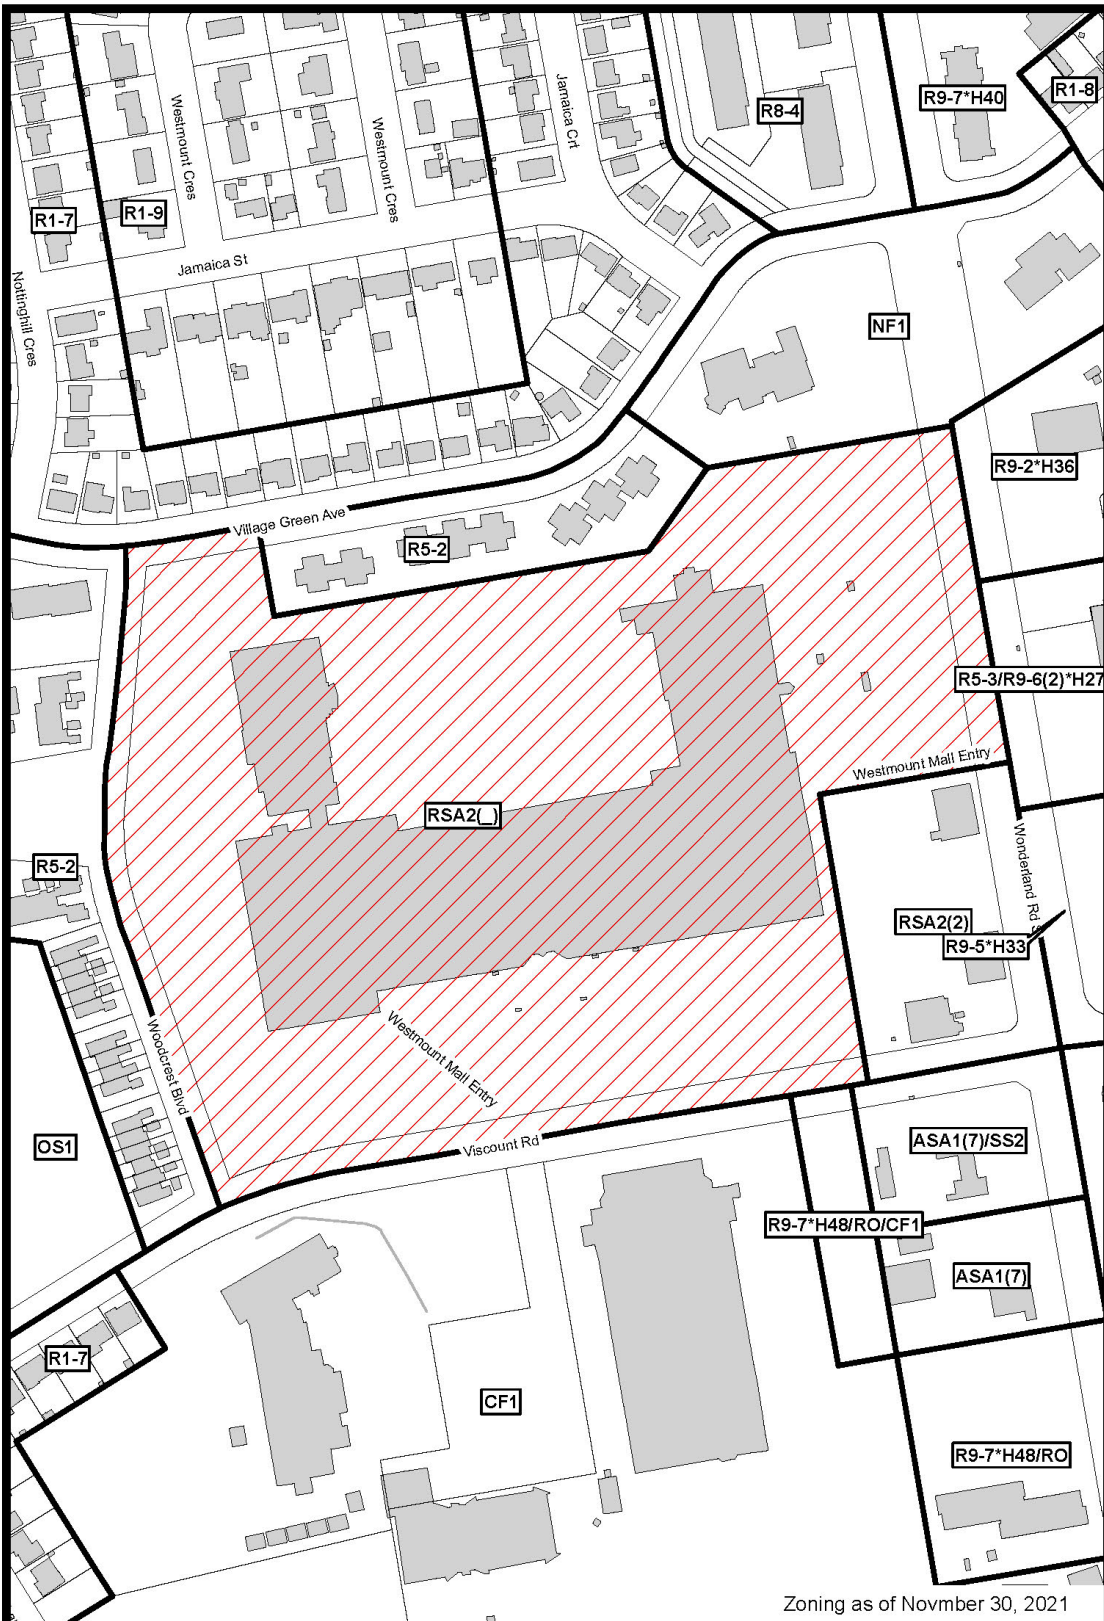 R9-7*H40
R1-8
R8-4
Jamaica Crt
Westmount Cres
Westmount Cres
R1-7
R1-9
Jamaica St
Nottinghill Cres
NF1
R9-2*H36
Village Green Ave
R5-2
R5-3/R9-6(2)*H27
Westmount Mall Entry
RSA2(_)
Wonderland Rd S
R5-2
RSA2(2)
R9-5*H33
Westmount Mall Entry
Woodcrest Blvd
OS1
Viscount Rd
ASA1(7)/SS2
R9-7*H48/RO/CF1
ASA1(7)
R1-7
CF1
R9-7*H48/RO
Zoning as of Novmber 30, 2021